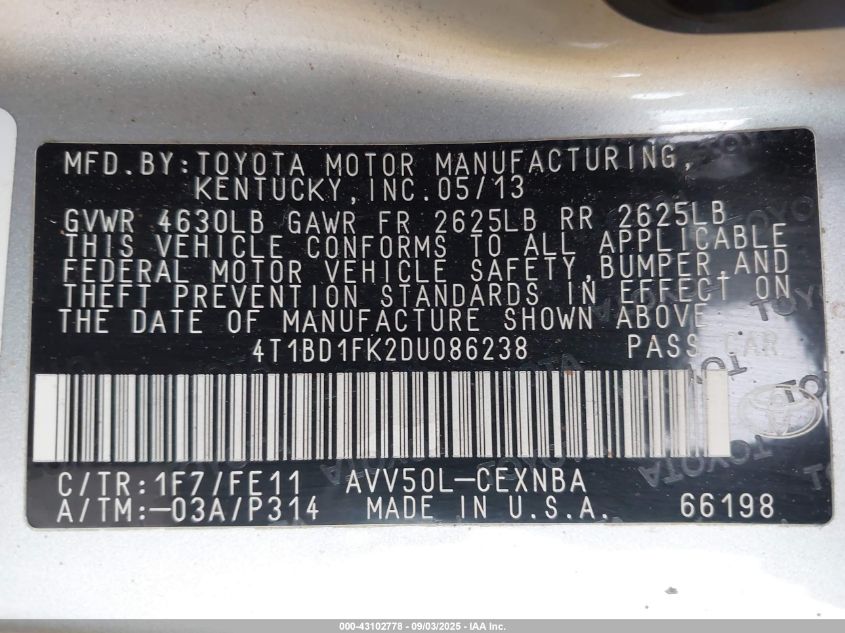 MFD.BY:TOYOTA MOTOR MANUFACTURING,
KENTUCKY,INC.05/13
GVWR 4630LB GAWR FR 2625LB RR 2625LB
THIS VEHICLE CONFORMS TO ALL APPLICABLE
FEDERAL MOTOR VEHICLE SAFETY,BUMPER,AND
THEFT PREVENTION STANDARDS IN EFFECT ON
THE DATE OF MANUFACTURE SHOWN ABOVE.
4T1BD1FK2DU086238 PASS CAR
C/TR:1F7/FE11 AVV50L-CEXNBA
A/TM:-03A/P314 MADE IN U.S.A. 66198
000-43102778 - 09/03/2025 - IAA Inc.